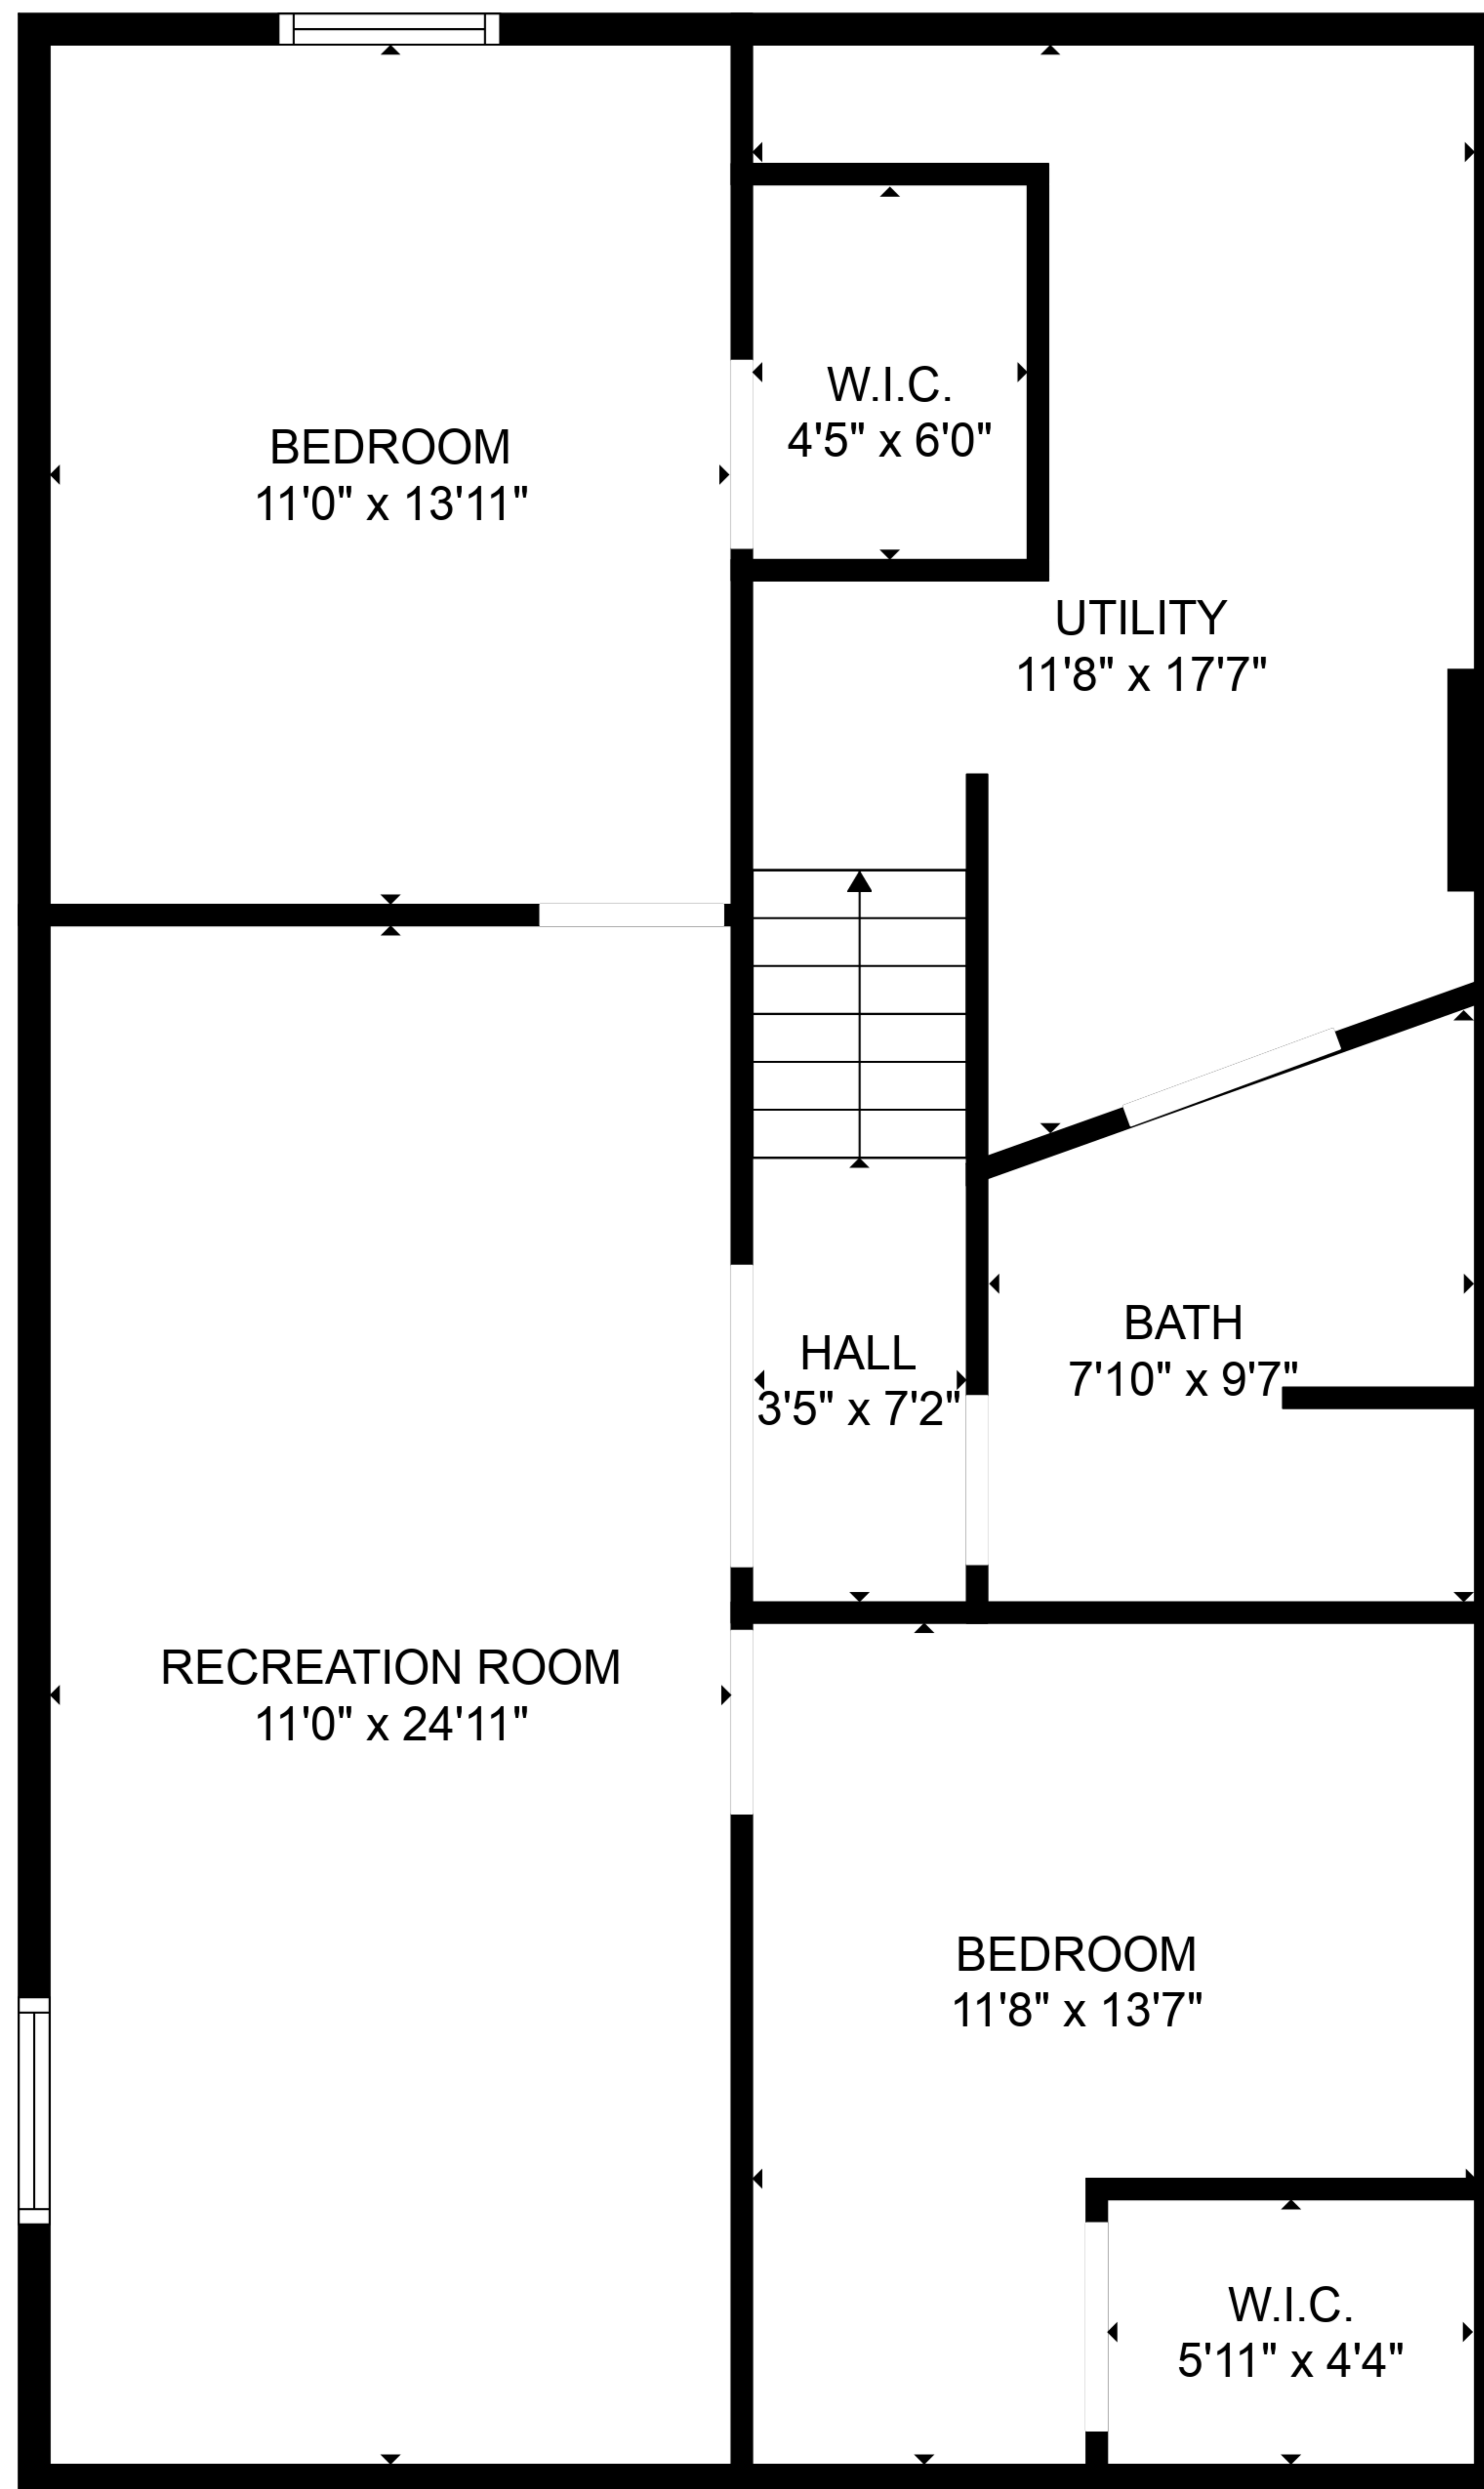 W.I.C.
4'5" x 6'0"
BEDROOM
11'0" x 13'11"
UTILITY
11'8" x 17'7"
BATH
7'10" x 9'7"
HALL
3'5" x 7'2"
RECREATION ROOM
11'0" x 24'11"
BEDROOM
11'8" x 13'7"
W.I.C.
5'11" x 4'4"